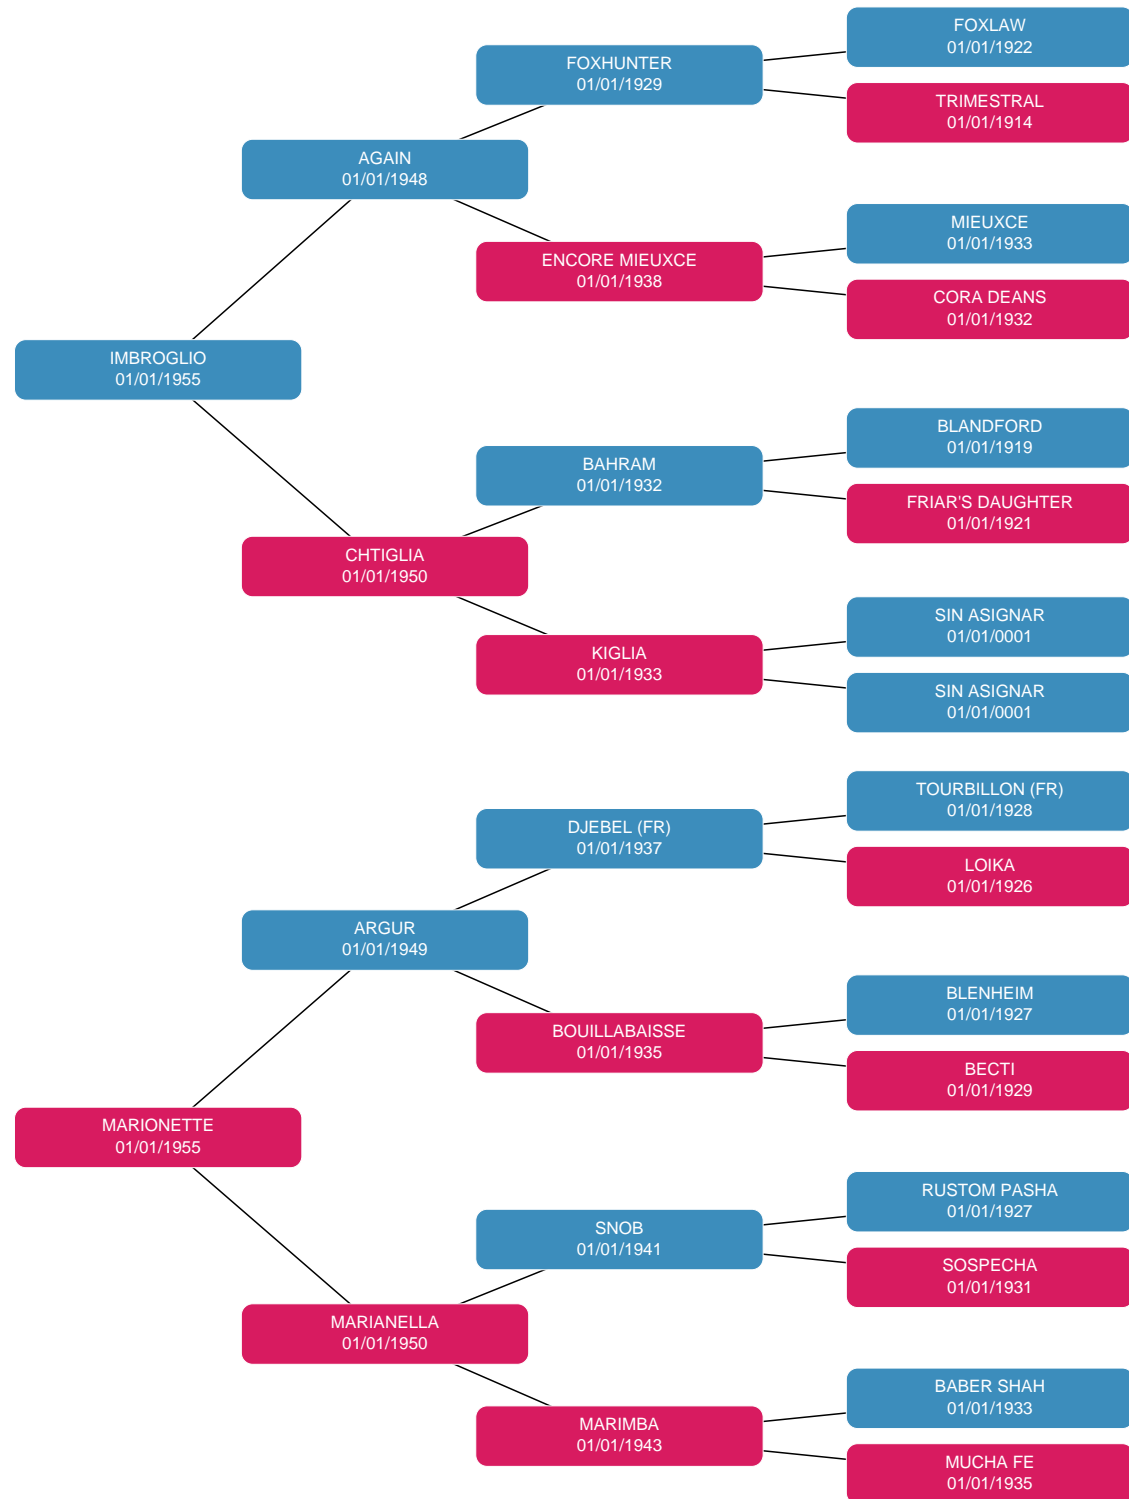 FOXLAW
01/01/1922
FOXHUNTER
01/01/1929
TRIMESTRAL
01/01/1914
AGAIN
01/01/1948
MIEUXCE
01/01/1933
ENCORE MIEUXCE
01/01/1938
CORA DEANS
01/01/1932
IMBROGLIO
01/01/1955
BLANDFORD
01/01/1919
BAHRAM
01/01/1932
FRIAR'S DAUGHTER
01/01/1921
CHTIGLIA
01/01/1950
SIN ASIGNAR
01/01/0001
KIGLIA
01/01/1933
SIN ASIGNAR
01/01/0001
TOURBILLON (FR)
01/01/1928
DJEBEL (FR)
01/01/1937
LOIKA
01/01/1926
ARGUR
01/01/1949
BLENHEIM
01/01/1927
BOUILLABAISSE
01/01/1935
BECTI
01/01/1929
MARIONETTE
01/01/1955
RUSTOM PASHA
01/01/1927
SNOB
01/01/1941
SOSPECHA
01/01/1931
MARIANELLA
01/01/1950
BABER SHAH
01/01/1933
MARIMBA
01/01/1943
MUCHA FE
01/01/1935